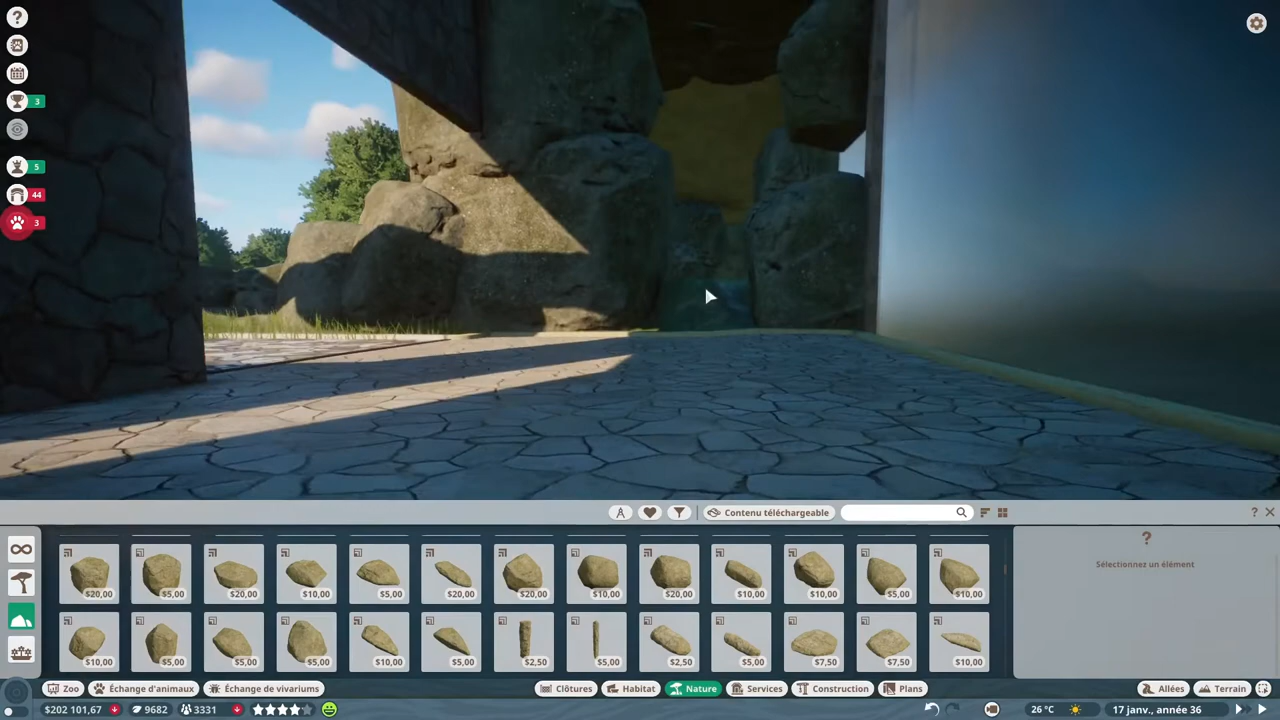 ?
3
5
44
3
Contenu téléchargeable
?
?
Sélectionnez un élément
$20,00 $5,00 $20,00 $10,00 $5,00 $20,00 $20,00 $10,00 $20,00 $10,00 $10,00 $5,00 $10,00
$10,00 $5,00 $5,00 $5,00 $10,00 $5,00 $2,50 $5,00 $2,50 $5,00 $7,50 $7,50 $10,00
Zoo Échange d'animaux Échange de vivariums Clôtures Habitat Nature Services Construction Plans Allées Terrain
$202 101,67 9682 3331 26 °C 17 janv., année 36